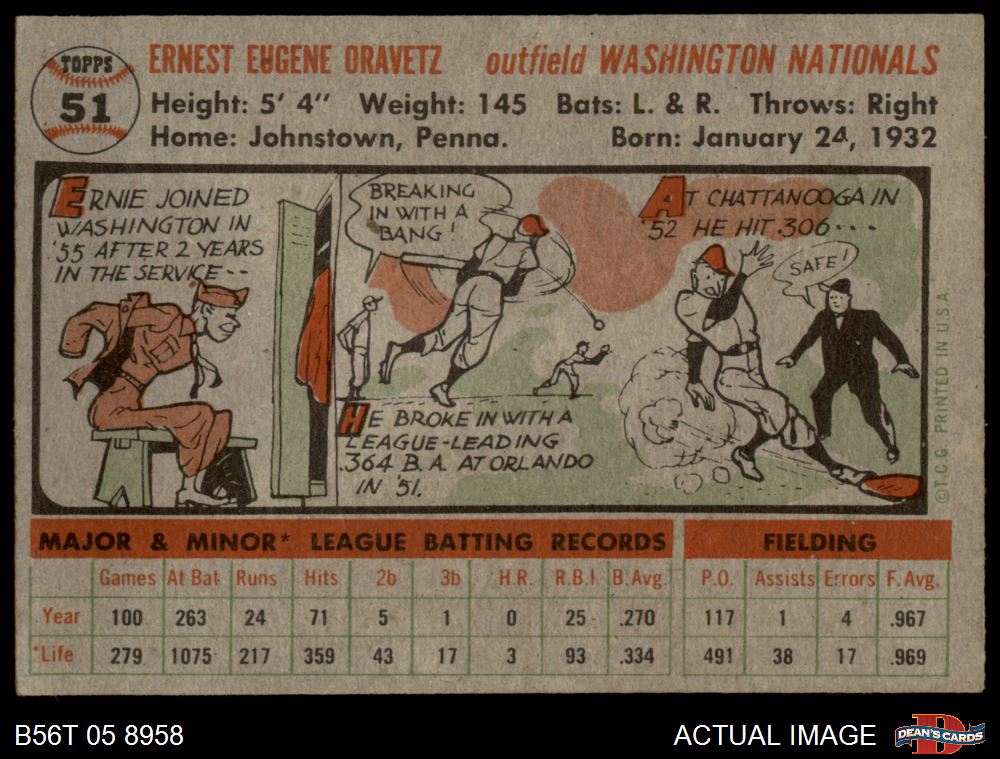 TOPPS
51
ERNEST EUGENE ORAVETZ outfield WASHINGTON NATIONALS
Height: 5' 4" Weight: 145 Bats: L. & R. Throws: Right
Home: Johnstown, Penna. Born: January 24, 1932
ERNIE JOINED
WASHINGTON IN
'55 AFTER 2 YEARS
IN THE SERVICE--
BREAKING
IN WITH A
BANG!
HE BROKE IN WITH A
LEAGUE-LEADING
.364 B.A. AT ORLANDO
IN '51.
AT CHATTANOOGA IN
'52 HE HIT .306...
SAFE!
©T.C.G. PRINTED IN U.S.A.
MAJOR & MINOR* LEAGUE BATTING RECORDS FIELDING
Games At Bat Runs Hits 2b 3b H.R. R.B.I B.Avg. P.O. Assists Errors F.Avg.
Year 100 263 24 71 5 1 0 25 .270 117 1 4 .967
*Life 279 1075 217 359 43 17 3 93 .334 491 38 17 .969
B56T 05 8958 ACTUAL IMAGE
D
DEAN'S CARDS